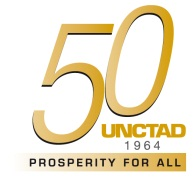 50
UNCTAD
1964
PROSPERITY FOR ALL